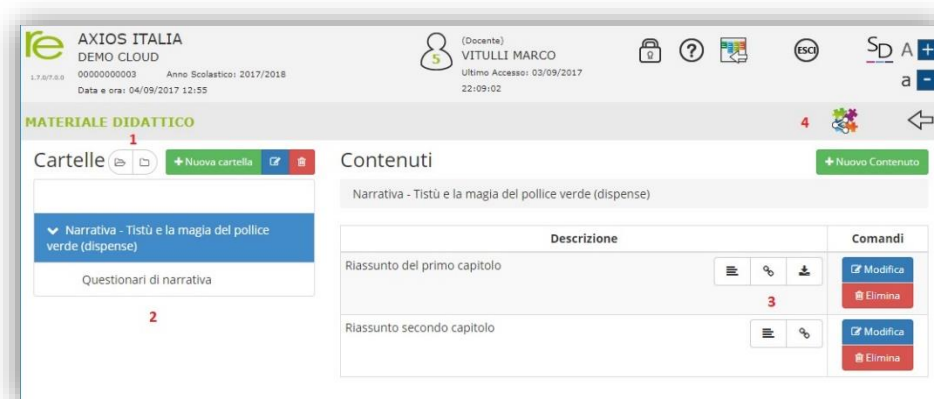 re
1.7.0/7.0.0
AXIOS ITALIA
DEMO CLOUD
00000000003 Anno Scolastico: 2017/2018
Data e ora: 04/09/2017 12:55
5
(Docente)
VITULLI MARCO
Ultimo Accesso: 03/09/2017
22:09:02
?
ESCI
SD A +
a -
MATERIALE DIDATTICO
4
1
Cartelle
+ Nuova cartella
Contenuti
+ Nuovo Contenuto
Narrativa - Tistù e la magia del pollice
verde (dispense)
Questionari di narrativa
2
Narrativa - Tistù e la magia del pollice verde (dispense)
Descrizione Comandi
Riassunto del primo capitolo
Modifica
3
Elimina
Riassunto secondo capitolo
Modifica
Elimina